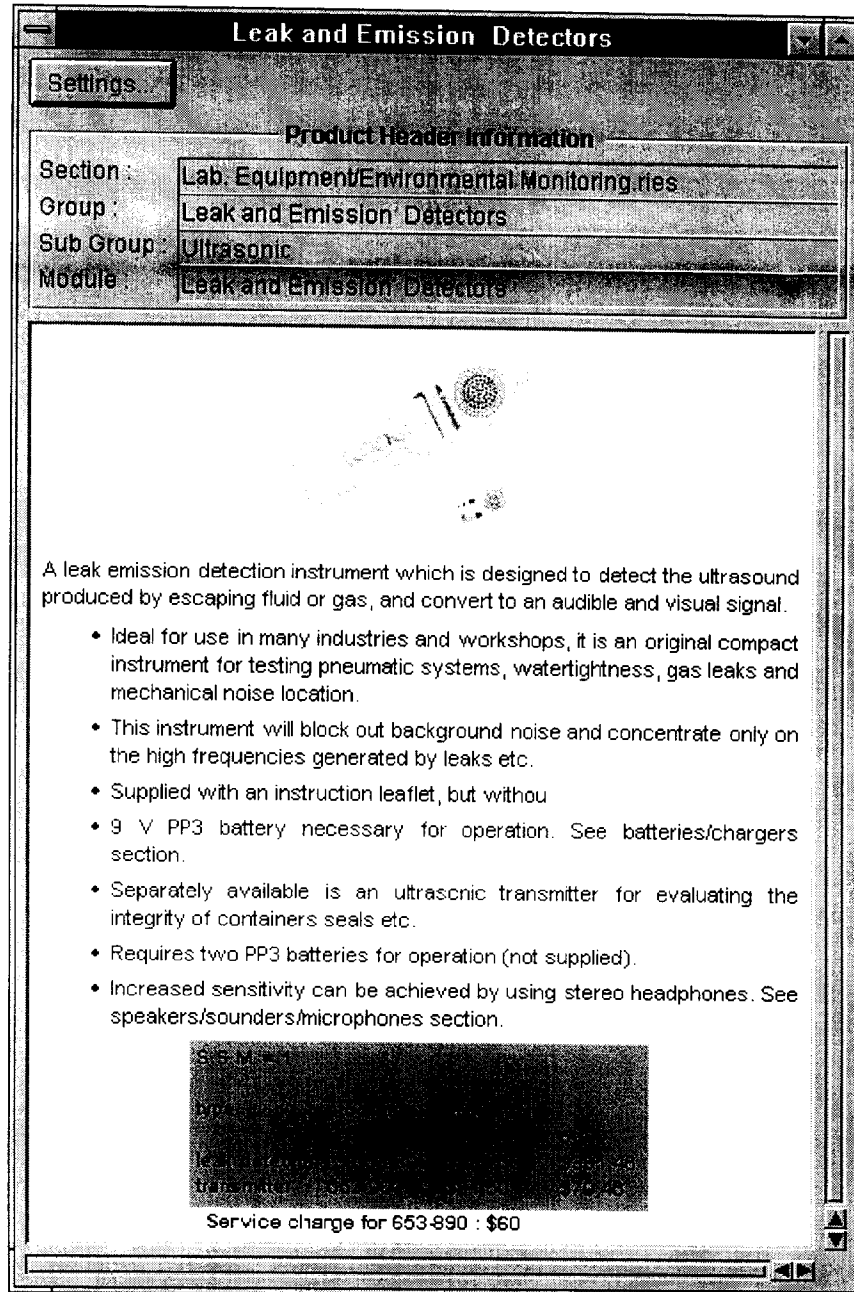 Leak and Emission Detectors
Settings...
Product Header Information
Section : Lab. Equipment/Environmental Monitoring.ries
Group : Leak and Emission' Detectors
Sub Group : Ultrasonic
Module : Leak and Emission' Detectors
A leak emission detection instrument which is designed to detect the ultrasound
produced by escaping fluid or gas, and convert to an audible and visual signal.
• Ideal for use in many industries and workshops, it is an original compact
instrument for testing pneumatic systems, watertightness, gas leaks and
mechanical noise location.
• This instrument will block out background noise and concentrate only on
the high frequencies generated by leaks etc.
• Supplied with an instruction leaflet, but withou
• 9 V PP3 battery necessary for operation. See batteries/chargers
section.
• Separately available is an ultrascnic transmitter for evaluating the
integrity of containers seals etc.
• Requires two PP3 batteries for operation (not supplied).
• Increased sensitivity can be achieved by using stereo headphones. See
speakers/sounders/microphones section.
type
Service charge for 653-890 : $60